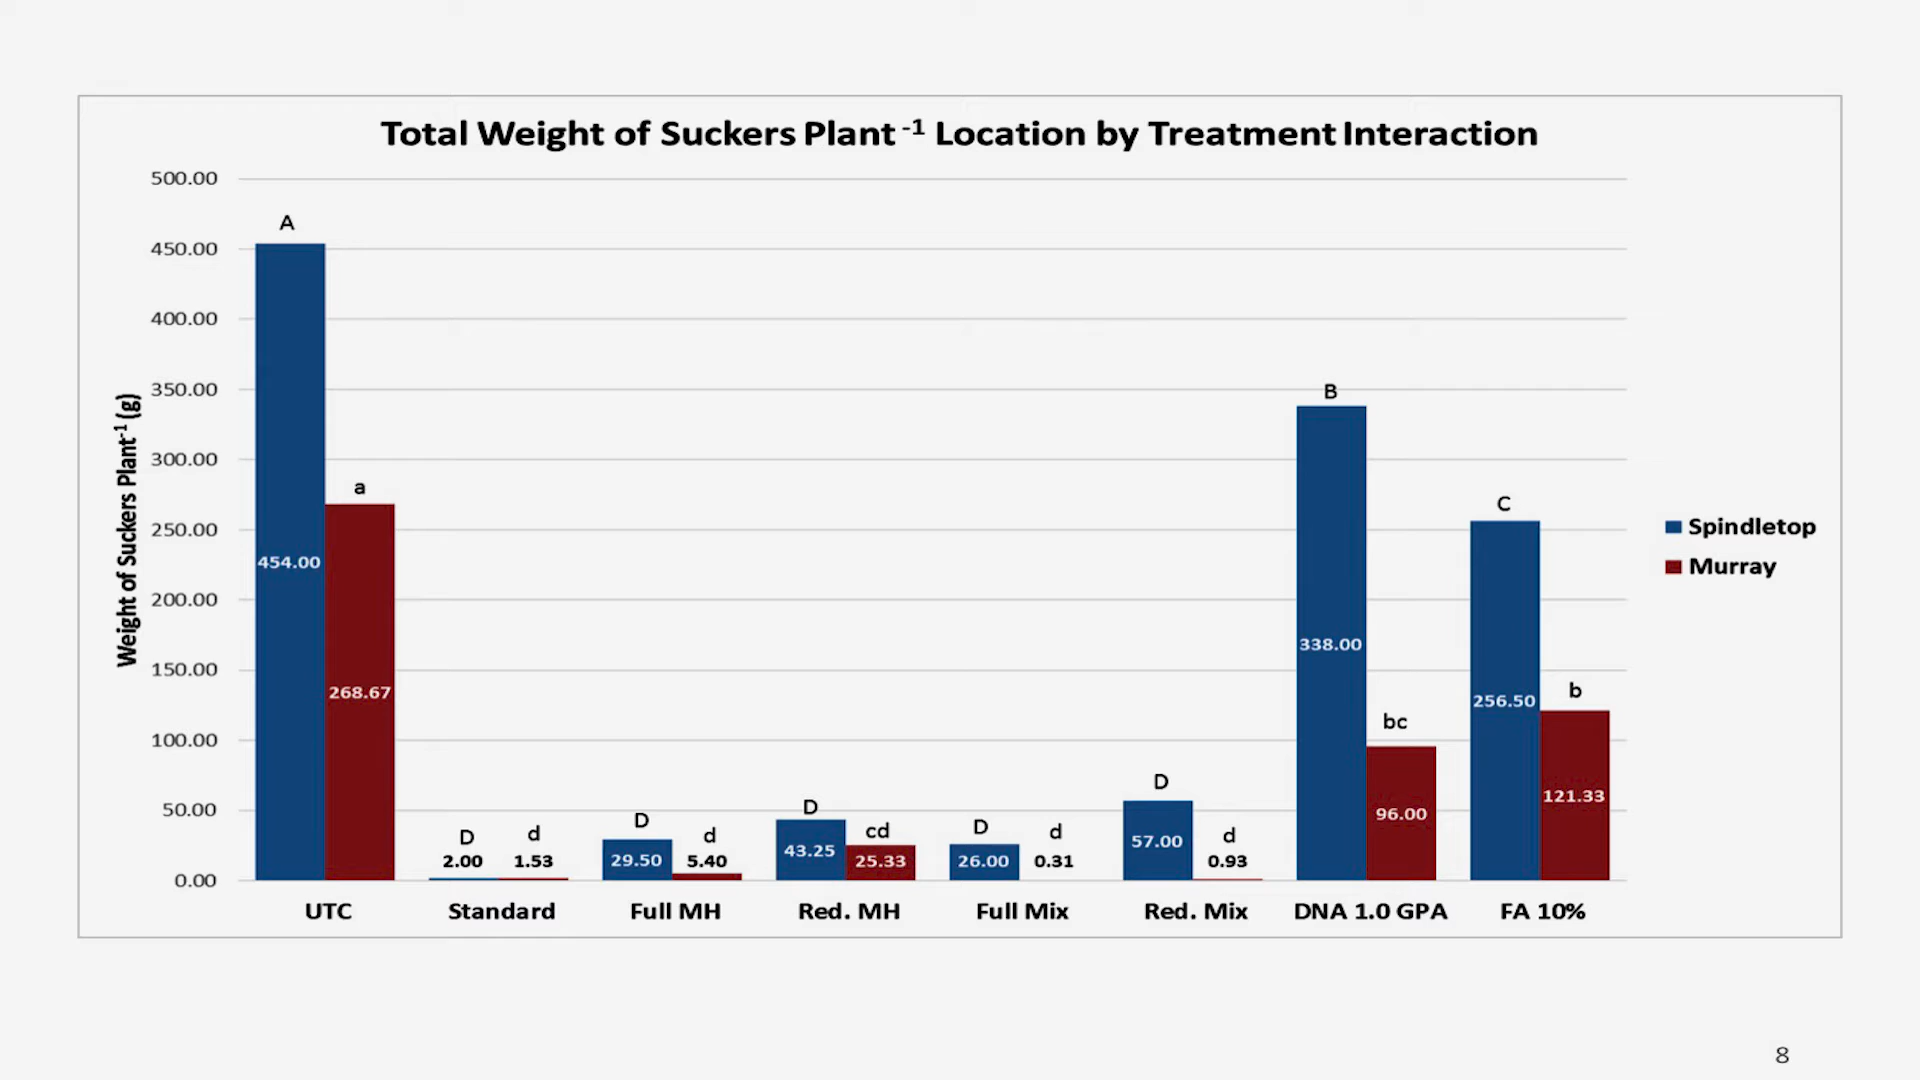 Total Weight of Suckers Plant -1 Location by Treatment Interaction
Weight of Suckers Plant-1 (g)
500.00
450.00
400.00
350.00
300.00
250.00
200.00
150.00
100.00
50.00
0.00
A
454.00
a
268.67
D
2.00
d
1.53
D
29.50
d
5.40
D
43.25
cd
25.33
D
26.00
d
0.31
D
57.00
d
0.93
B
338.00
bc
96.00
C
256.50
b
121.33
UTC
Standard
Full MH
Red. MH
Full Mix
Red. Mix
DNA 1.0 GPA
FA 10%
Spindletop
Murray
8